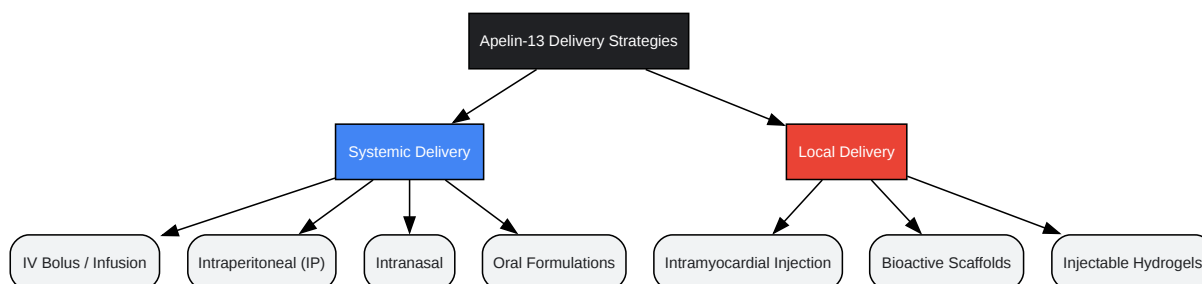 Apelin-13 Delivery Strategies
Systemic Delivery
Local Delivery
IV Bolus / Infusion
Intraperitoneal (IP)
Intranasal
Oral Formulations
Intramyocardial Injection
Bioactive Scaffolds
Injectable Hydrogels